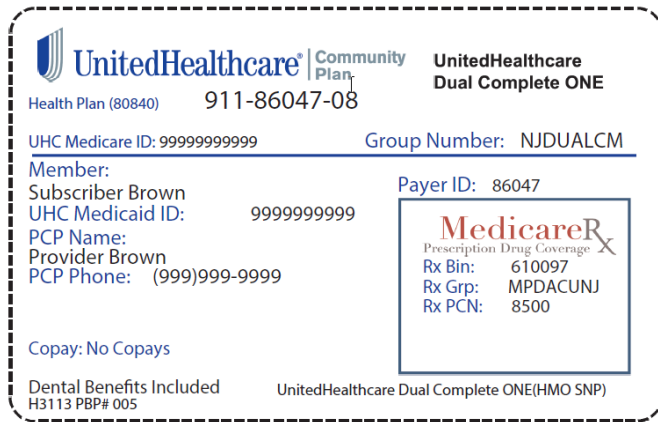 UnitedHealthcare® Community Plan
UnitedHealthcare Dual Complete ONE
Health Plan (80840) 911-86047-08
UHC Medicare ID: 99999999999 Group Number: NJDUALCM
Member:
Subscriber Brown
UHC Medicaid ID: 9999999999
PCP Name:
Provider Brown
PCP Phone: (999)999-9999
Payer ID: 86047
MedicareRx
Prescription Drug Coverage
Rx Bin: 610097
Rx Grp: MPDACUNJ
Rx PCN: 8500
Copay: No Copays
Dental Benefits Included
H3113 PBP# 005
UnitedHealthcare Dual Complete ONE(HMO SNP)